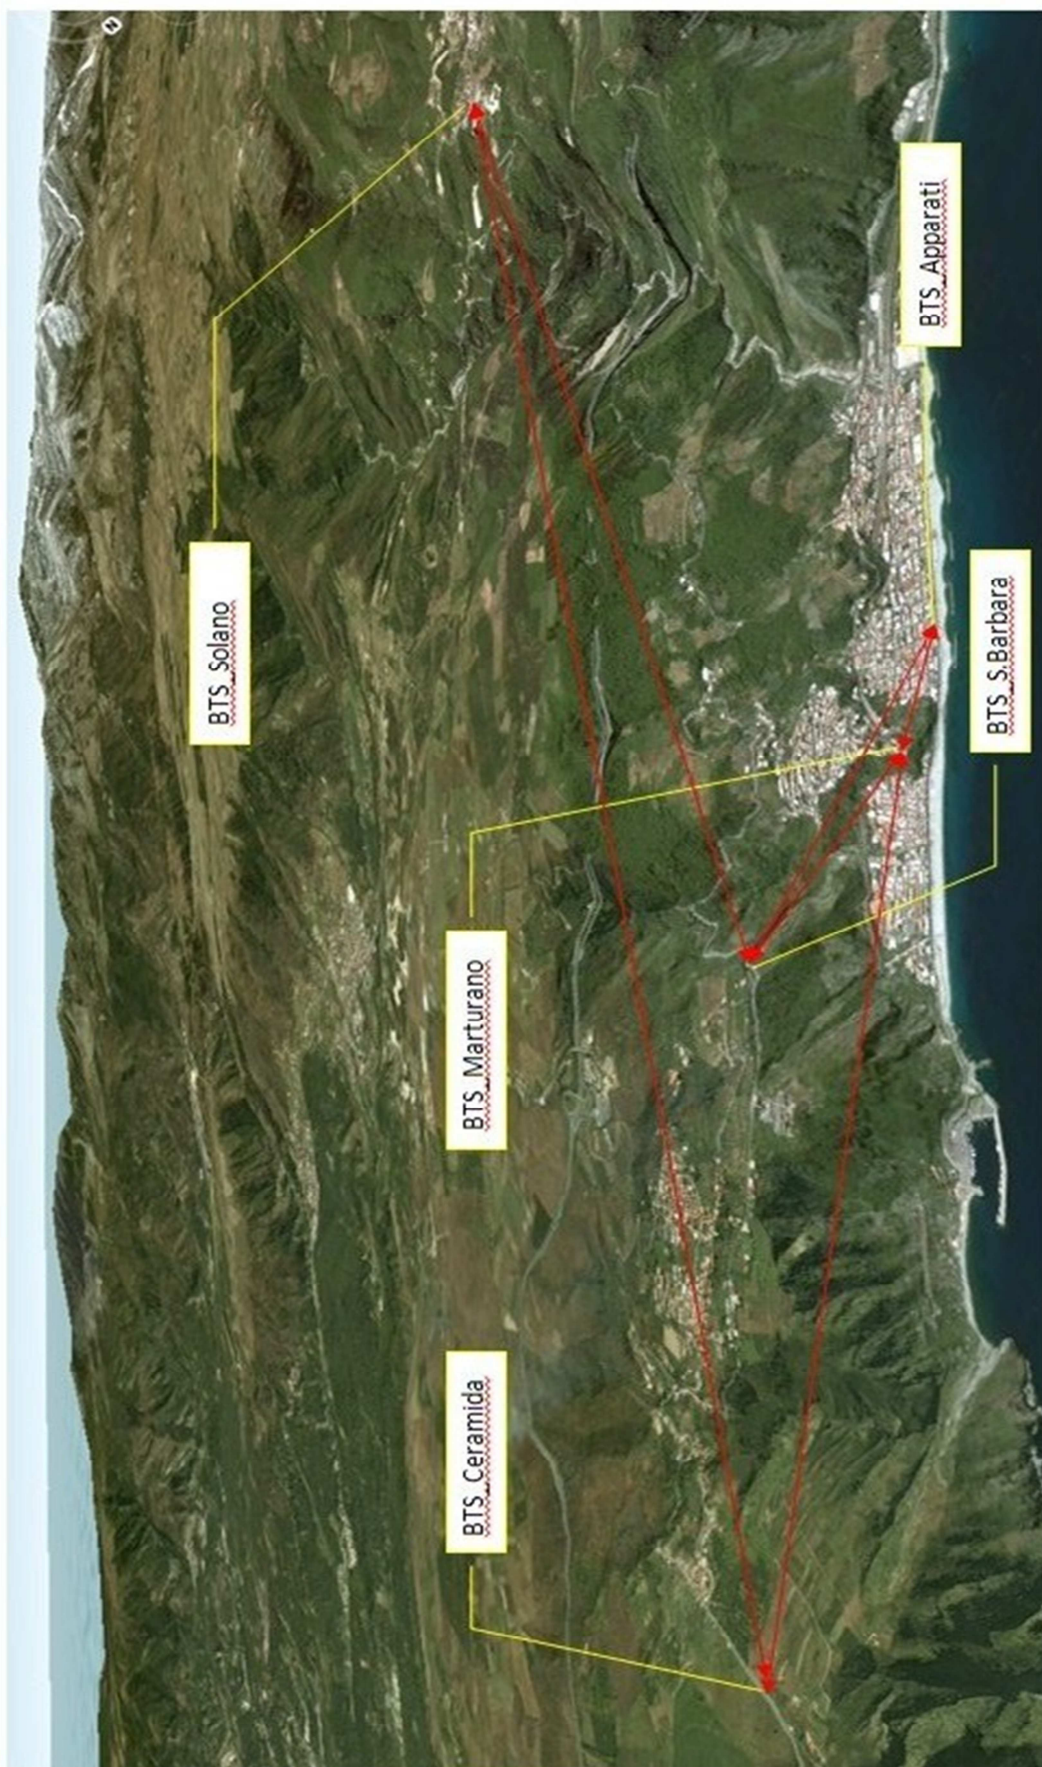 N
BTS_Solano
BTS_Ceramida
BTS_Marturano
BTS_Apparati
BTS_S.Barbara